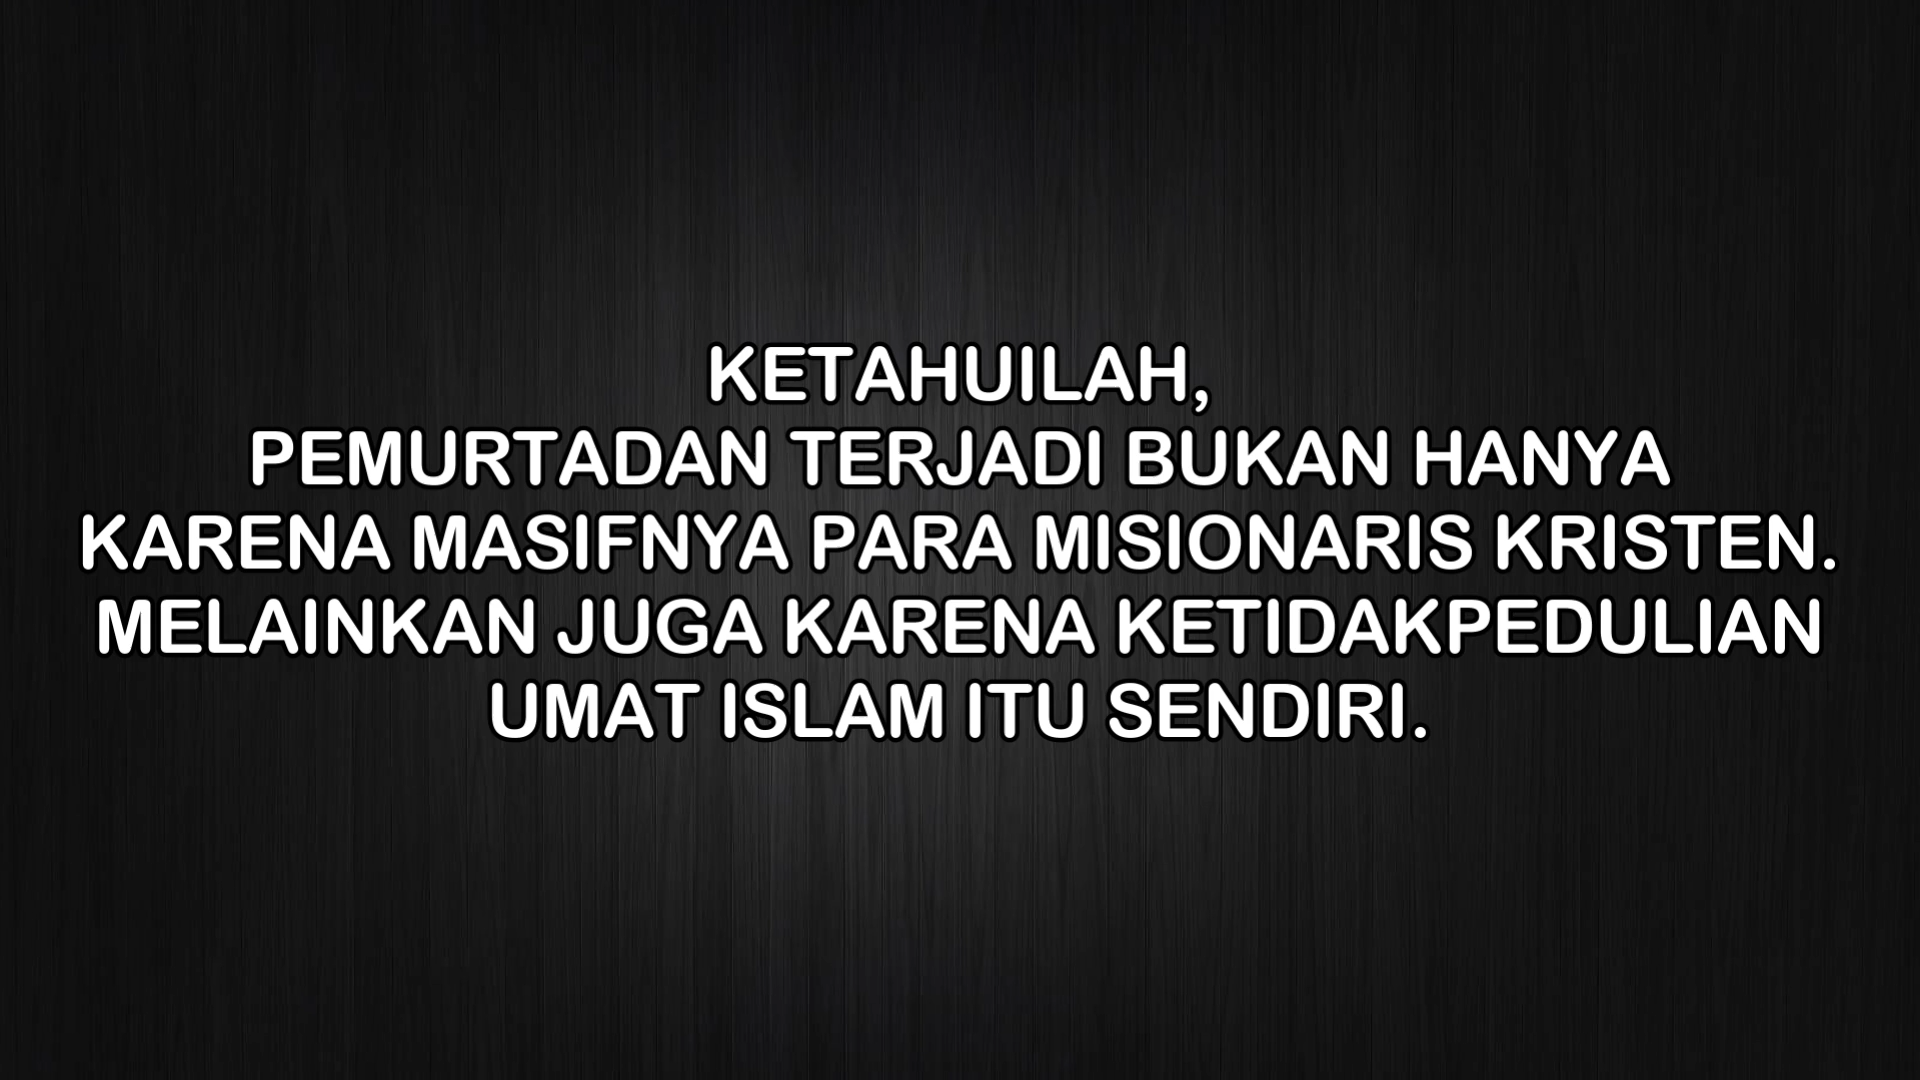 KETAHUILAH,
PEMURTADAN TERJADI BUKAN HANYA
KARENA MASIFNYA PARA MISIONARIS KRISTEN.
MELAINKAN JUGA KARENA KETIDAKPEDULIAN
UMAT ISLAM ITU SENDIRI.